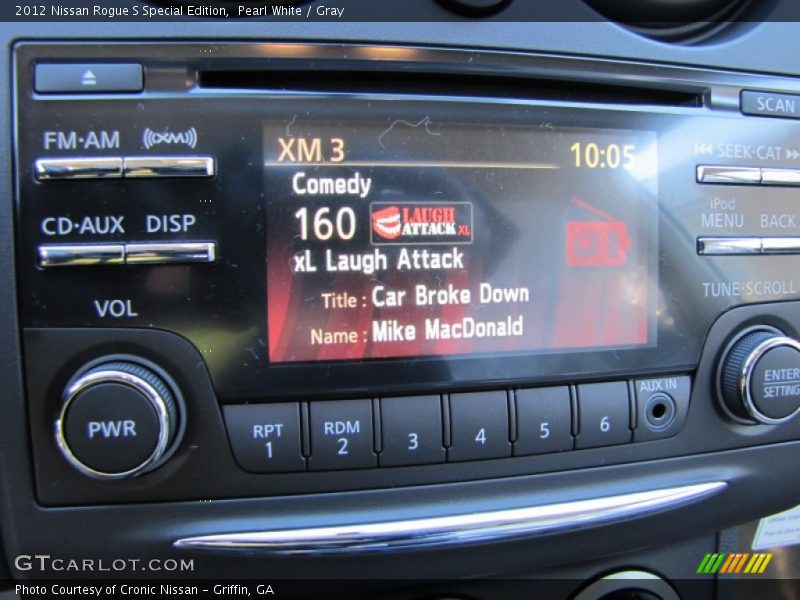 2012 Nissan Rogue S Special Edition,  Pearl White / Gray
SCAN
FM·AM ((XM))
XM 3 10:05
SEEK·CAT
Comedy
160 LAUGH ATTACK XL
iPod
MENU BACK
CD·AUX DISP
xL Laugh Attack
TUNE·SCROLL
Title : Car Broke Down
VOL
Name : Mike MacDonald
ENTER
SETTING
AUX IN
PWR
RPT 1
RDM 2
3
4
5
6
GTCARLOT.COM
Photo Courtesy of Cronic Nissan - Griffin, GA